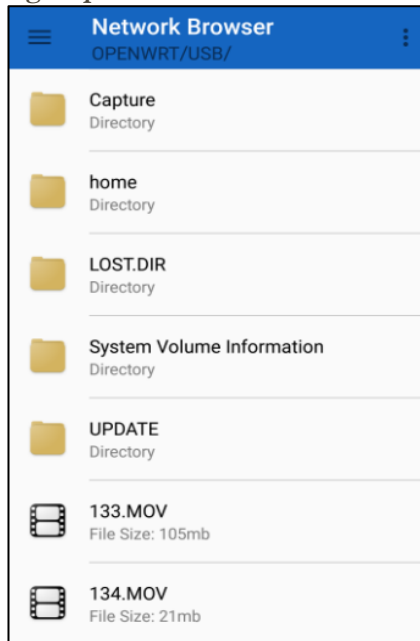 Network Browser
OPENWRT/USB/
Capture
Directory
home
Directory
LOST.DIR
Directory
System Volume Information
Directory
UPDATE
Directory
133.MOV
File Size: 105mb
134.MOV
File Size: 21mb